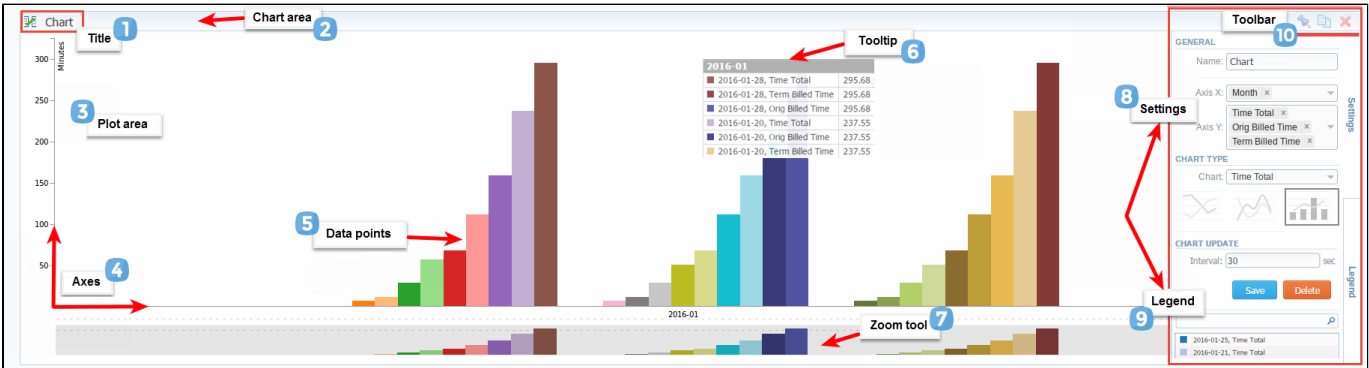 Chart
1
Title
Chart area
2
Minutes
300
250
200
150
100
50
3
Plot area
Axes
4
5
Data points
Tooltip
6
2016-01
2016-01-28, Time Total 295.68
2016-01-28, Term Billed Time 295.68
2016-01-28, Orig Billed Time 295.68
2016-01-20, Time Total 237.55
2016-01-20, Orig Billed Time 237.55
2016-01-20, Term Billed Time 237.55
2016-01
Zoom tool
7
8
Settings
Legend
9
Toolbar
10
GENERAL
Name: Chart
Axis X: Month ×
Axis Y: Time Total ×
Orig Billed Time ×
Term Billed Time ×
CHART TYPE
Chart: Time Total
CHART UPDATE
Interval: 30 sec
Save Delete
2016-01-25, Time Total
2016-01-21, Time Total
Settings
Legend